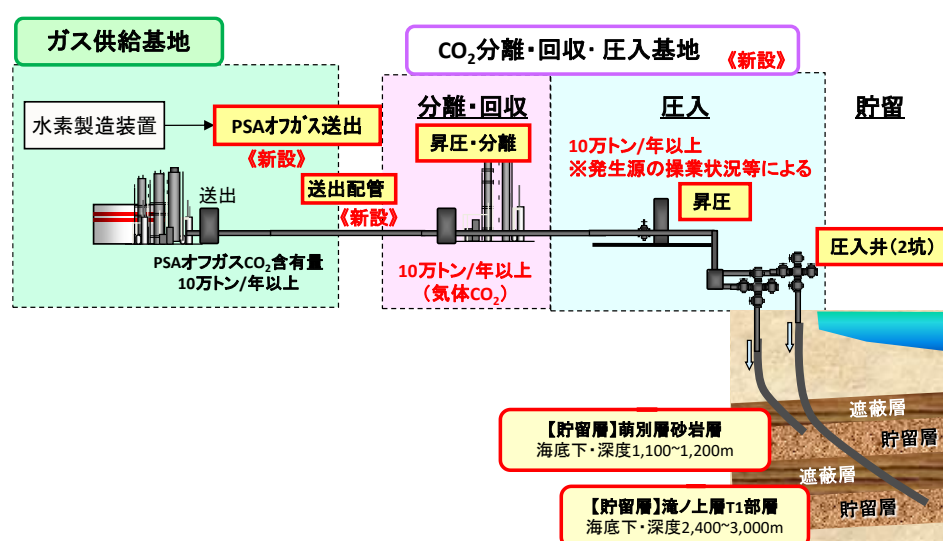 ガス供給基地
CO₂分離・回収・圧入基地
《新設》
水素製造装置
PSAオフガス送出
《新設》
送出
送出配管
《新設》
PSAオフガスCO₂含有量
10万トン/年以上
分離・回収
昇圧・分離
10万トン/年以上
（気体CO₂）
圧入
10万トン/年以上
※発生源の操業状況等による
昇圧
貯留
圧入井（2坑）
遮蔽層
貯留層
遮蔽層
貯留層
【貯留層】萌別層砂岩層
海底下・深度1,100~1,200m
【貯留層】滝ノ上層T1部層
海底下・深度2,400~3,000m